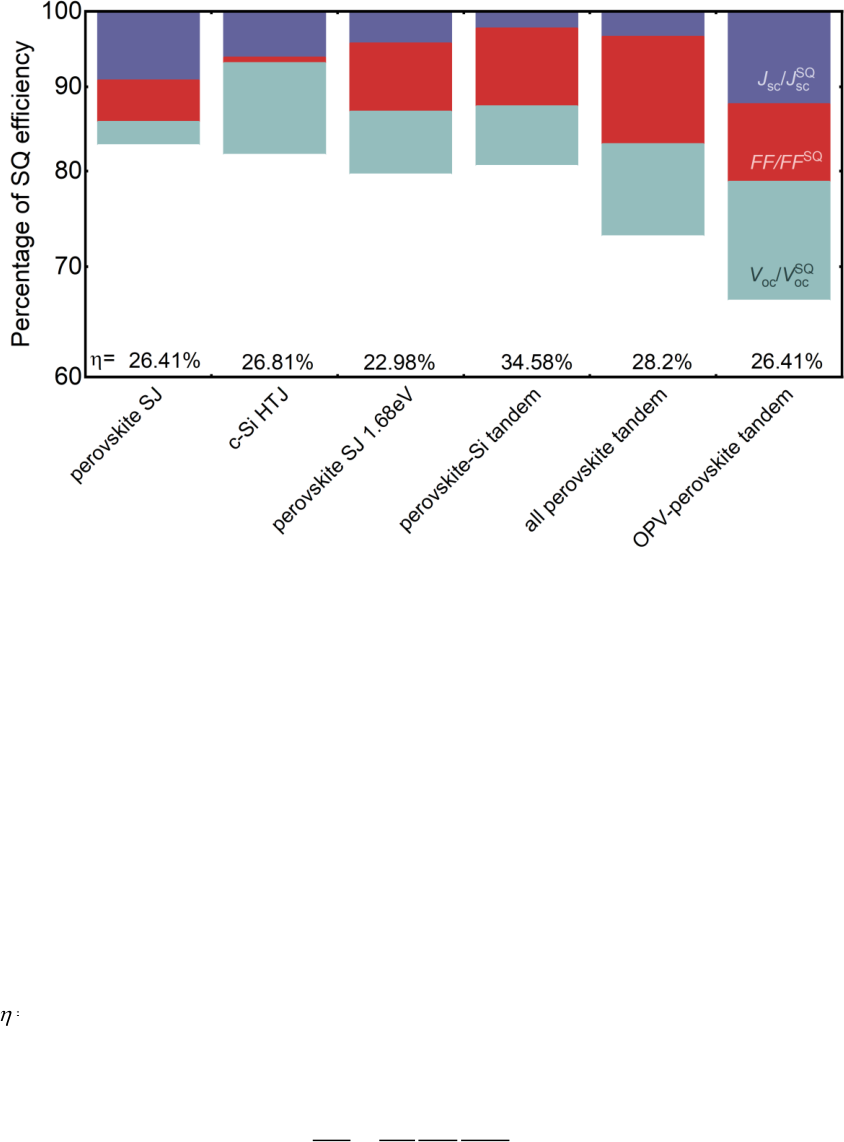 Percentage of SQ efficiency
100
90
80
70
60
Jsc/JscSQ
FF/FFSQ
Voc/VocSQ
η= 26.41% 26.81% 22.98% 34.58% 28.2% 26.41%
perovskite SJ
c-Si HTJ
perovskite SJ 1.68eV
perovskite-Si tandem
all perovskite tandem
OPV-perovskite tandem
η